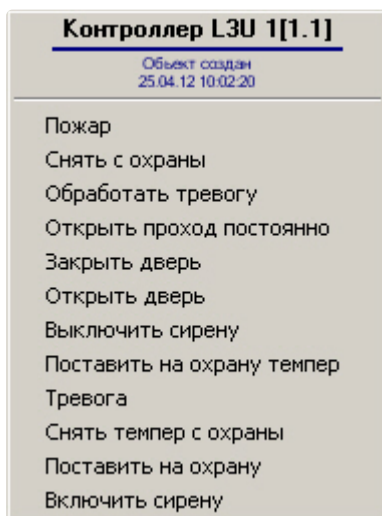 Контроллер L3U 1[1.1]
Обьект создан
25.04.12 10:02:20
Пожар
Снять с охраны
Обработать тревогу
Открыть проход постоянно
Закрыть дверь
Открыть дверь
Выключить сирену
Поставить на охрану темпер
Тревога
Снять темпер с охраны
Поставить на охрану
Включить сирену